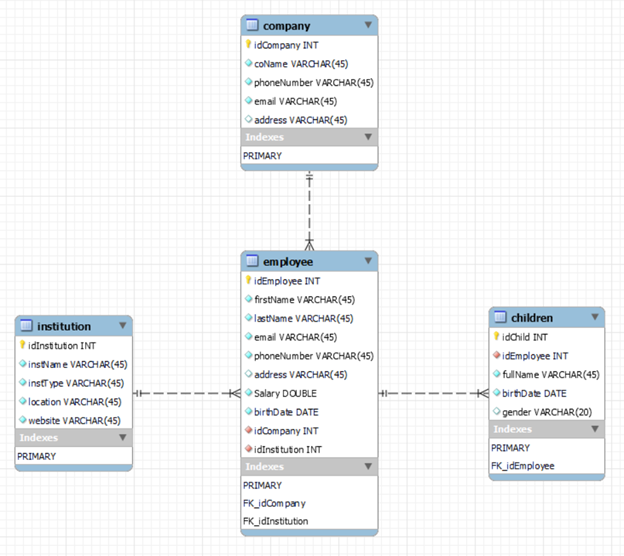 company
idCompany INT
coName VARCHAR(45)
phoneNumber VARCHAR(45)
email VARCHAR(45)
address VARCHAR(45)
Indexes
PRIMARY
employee
idEmployee INT
firstName VARCHAR(45)
lastName VARCHAR(45)
email VARCHAR(45)
phoneNumber VARCHAR(45)
address VARCHAR(45)
Salary DOUBLE
birthDate DATE
idCompany INT
idInstitution INT
Indexes
PRIMARY
FK_idCompany
FK_idInstitution
institution
idInstitution INT
instName VARCHAR(45)
instType VARCHAR(45)
location VARCHAR(45)
website VARCHAR(45)
Indexes
PRIMARY
children
idChild INT
idEmployee INT
fullName VARCHAR(45)
birthDate DATE
gender VARCHAR(20)
Indexes
PRIMARY
FK_idEmployee